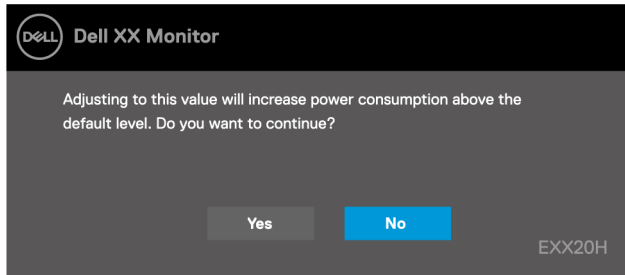 DELL
Dell XX Monitor
Adjusting to this value will increase power consumption above the
default level. Do you want to continue?
Yes
No
EXX20H